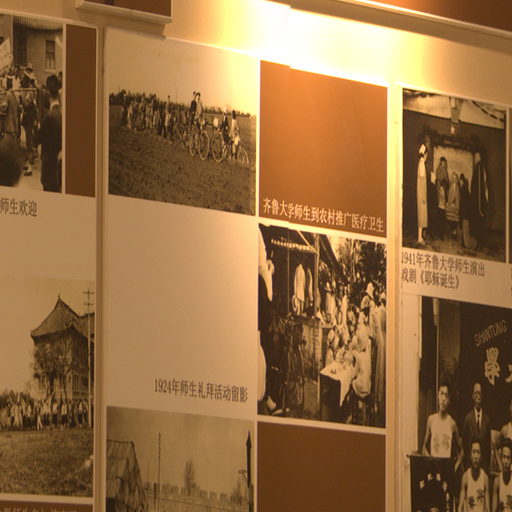 师生欢迎
齐鲁大学师生到农村推广医疗卫生
1941年齐鲁大学师生演出
戏剧《耶稣诞生》
1924年师生礼拜活动留影
SHANTUNG